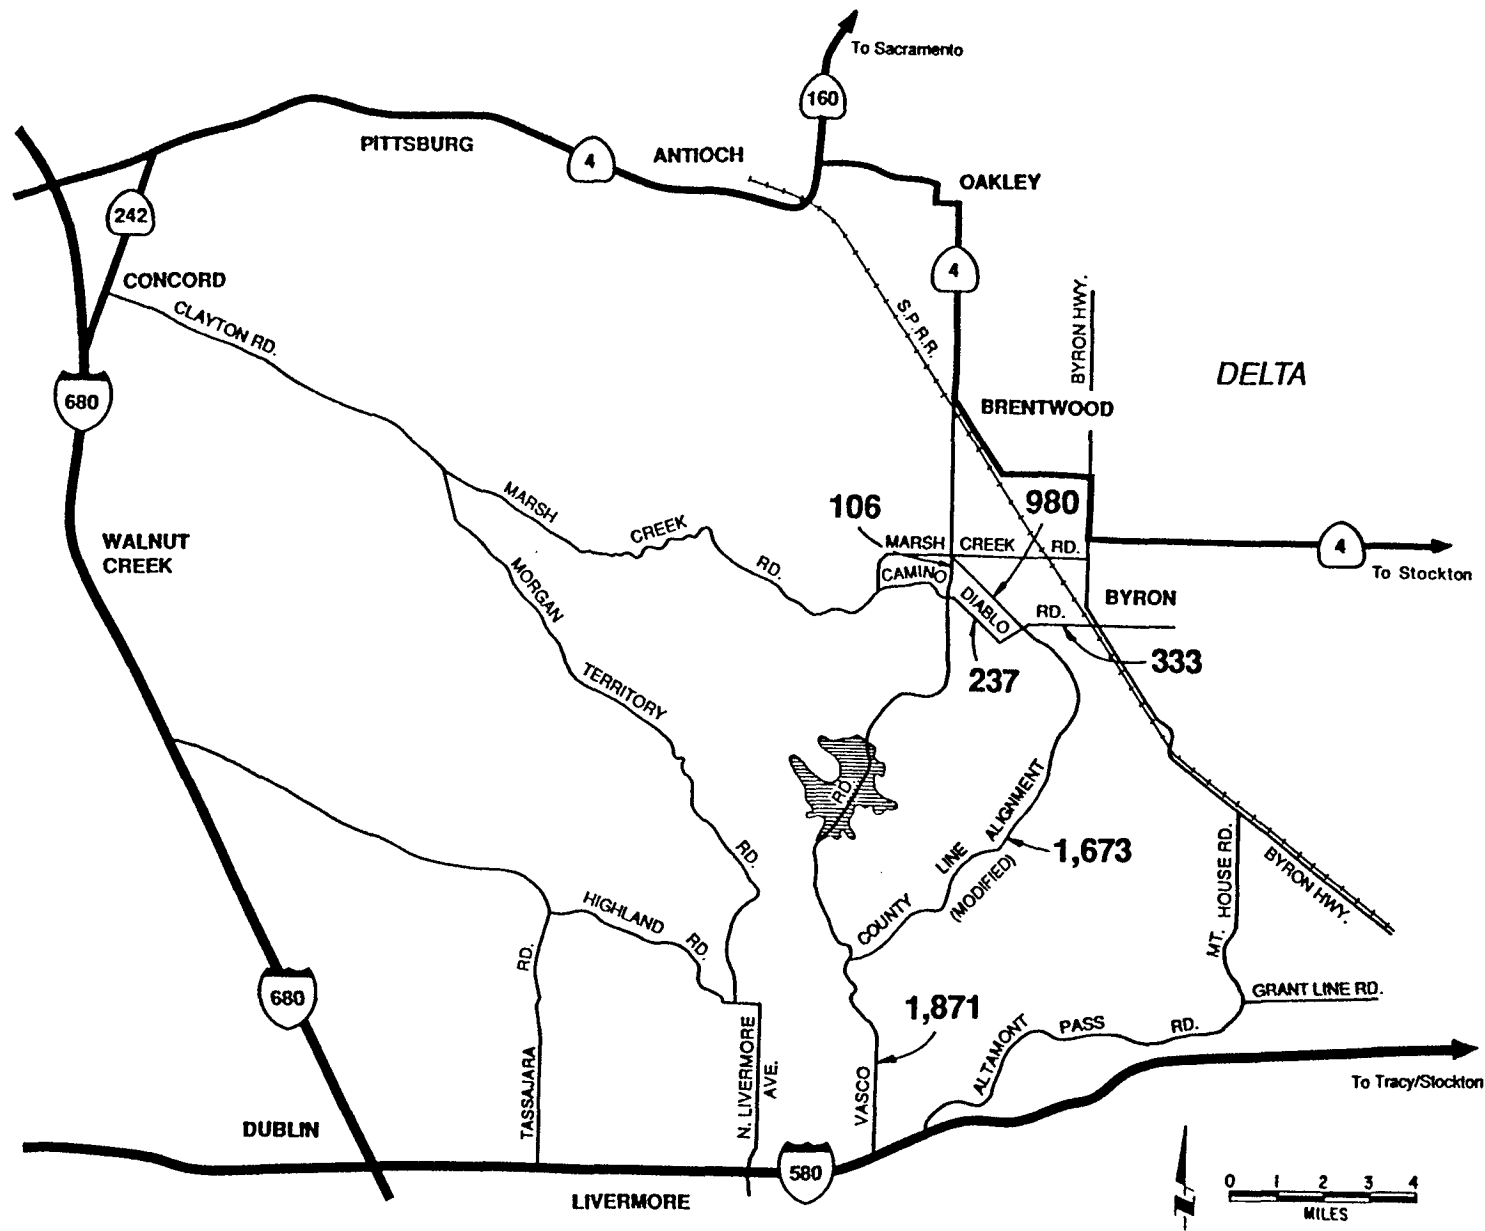 To Sacramento
160
PITTSBURG
4
ANTIOCH
OAKLEY
242
CONCORD
CLAYTON RD.
4
S.P.R.R.
BYRON HWY.
DELTA
680
BRENTWOOD
WALNUT
CREEK
MARSH
CREEK
RD.
106
980
MARSH CREEK RD.
4
To Stockton
CAMINO
DIABLO
RD.
BYRON
MORGAN
TERRITORY
RD.
237
333
RD.
COUNTY
LINE
ALIGNMENT
(MODIFIED)
1,673
MT. HOUSE RD.
BYRON HWY.
HIGHLAND
RD.
RD.
680
1,871
GRANT LINE RD.
ALTAMONT
PASS
RD.
TASSAJARA
N. LIVERMORE
AVE.
VASCO
To Tracy/Stockton
DUBLIN
580
LIVERMORE
N
0 1 2 3 4
MILES